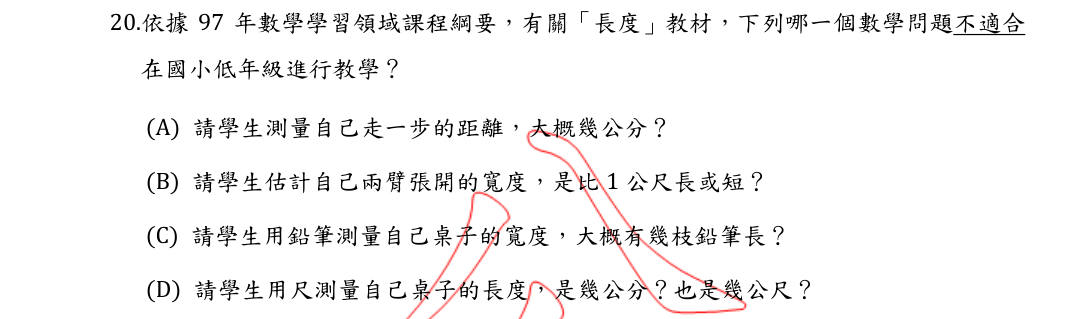 20.依據 97 年數學學習領域課程綱要，有關「長度」教材，下列哪一個數學問題不適合
在國小低年級進行教學？
(A) 請學生測量自己走一步的距離，大概幾公分？
(B) 請學生估計自己兩臂張開的寬度，是比 1 公尺長或短？
(C) 請學生用鉛筆測量自己桌子的寬度，大概有幾枝鉛筆長？
(D) 請學生用尺測量自己桌子的長度，是幾公分？也是幾公尺？